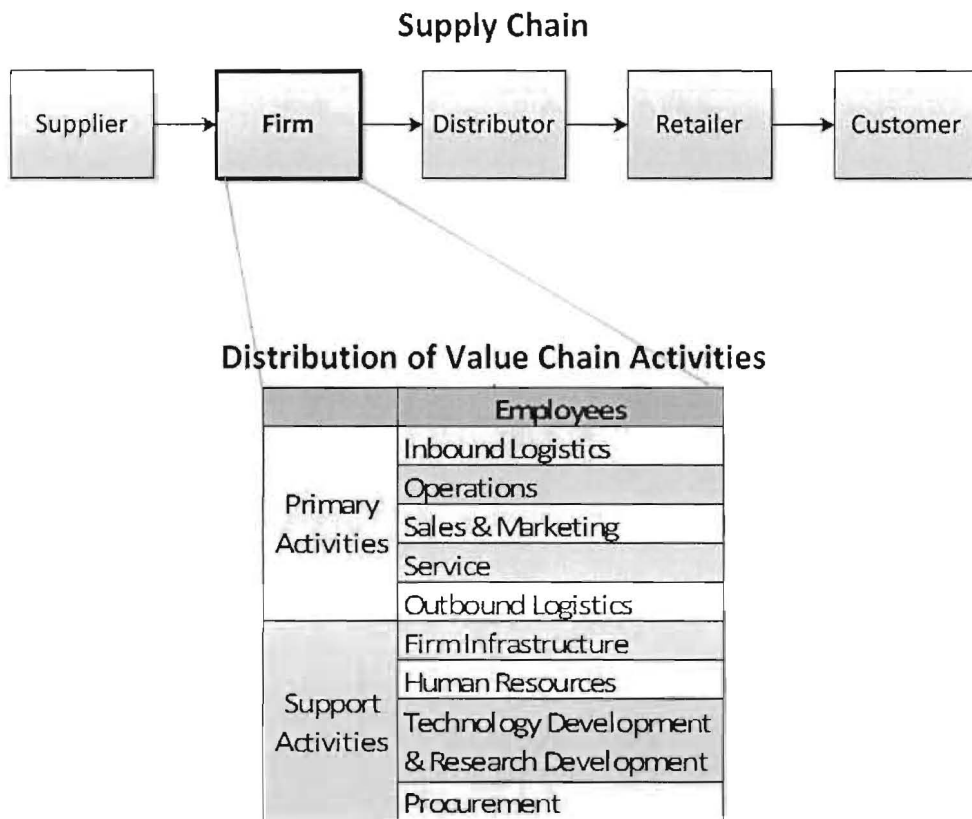 Supply Chain
Supplier
Firm
Distributor
Retailer
Customer
Distribution of Value Chain Activities
Employees
Primary
Activities
Inbound Logistics
Operations
Sales & Marketing
Service
Outbound Logistics
Support
Activities
Firm Infrastructure
Human Resources
Technology Development
& Research Development
Procurement